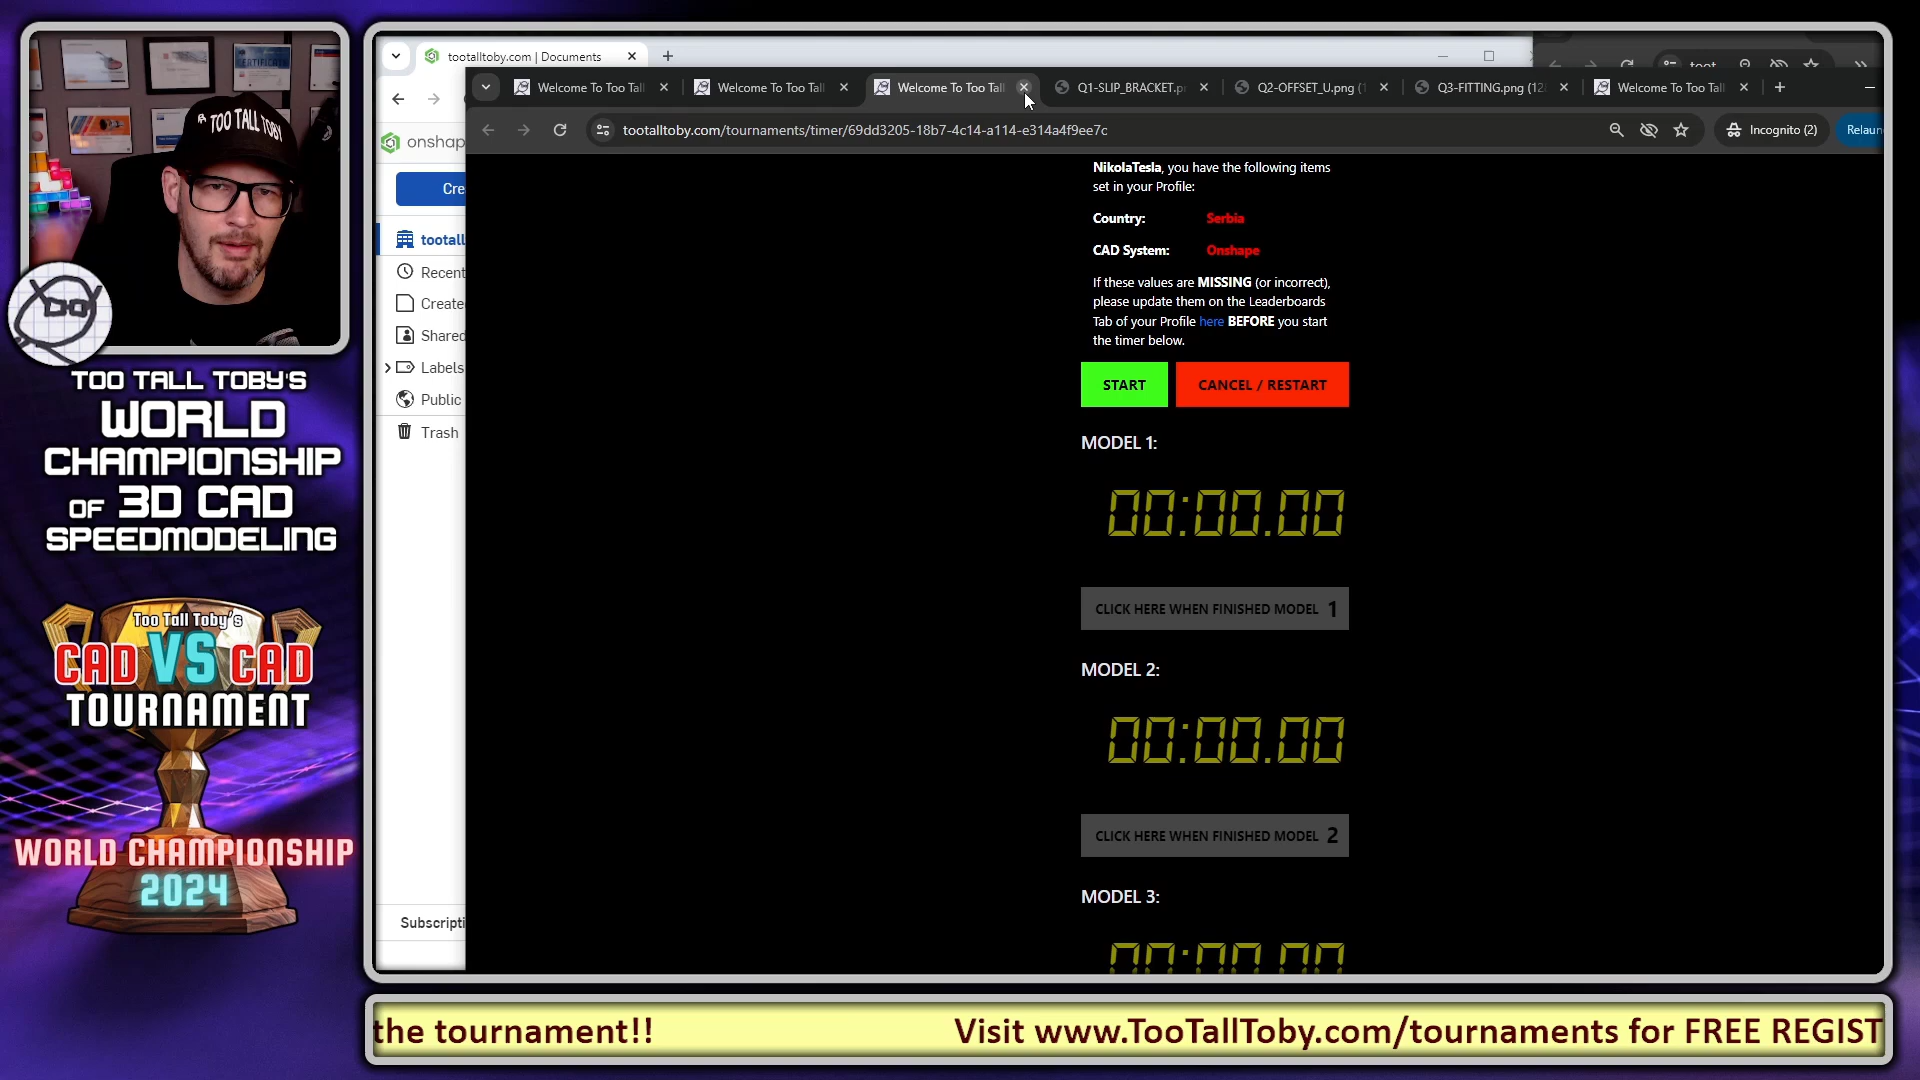 TOO TALL TOBY
TOO TALL TOBY'S
WORLD
CHAMPIONSHIP
OF 3D CAD
SPEEDMODELING
Too Tall Toby's
CAD VS CAD
TOURNAMENT
WORLD CHAMPIONSHIP
2024
tootalltoby.com | Documents
Welcome To Too Tall
Welcome To Too Tall
Welcome To Too Tall
Q1-SLIP_BRACKET.p
Q2-OFFSET_U.png (1
Q3-FITTING.png (12
Welcome To Too Tall
tootalltoby.com/tournaments/timer/69dd3205-18b7-4c14-a114-e314a4f9ee7c
Incognito (2)
Relaun
onshap
Cre
tootall
Recent
Create
Shared
Labels
Public
Trash
Subscripti
NikolaTesla, you have the following items
set in your Profile:
Country: Serbia
CAD System: Onshape
If these values are MISSING (or incorrect),
please update them on the Leaderboards
Tab of your Profile here BEFORE you start
the timer below.
START
CANCEL / RESTART
MODEL 1:
00:00.00
CLICK HERE WHEN FINISHED MODEL 1
MODEL 2:
00:00.00
CLICK HERE WHEN FINISHED MODEL 2
MODEL 3:
00:00.00
the tournament!! Visit www.TooTallToby.com/tournaments for FREE REGIST